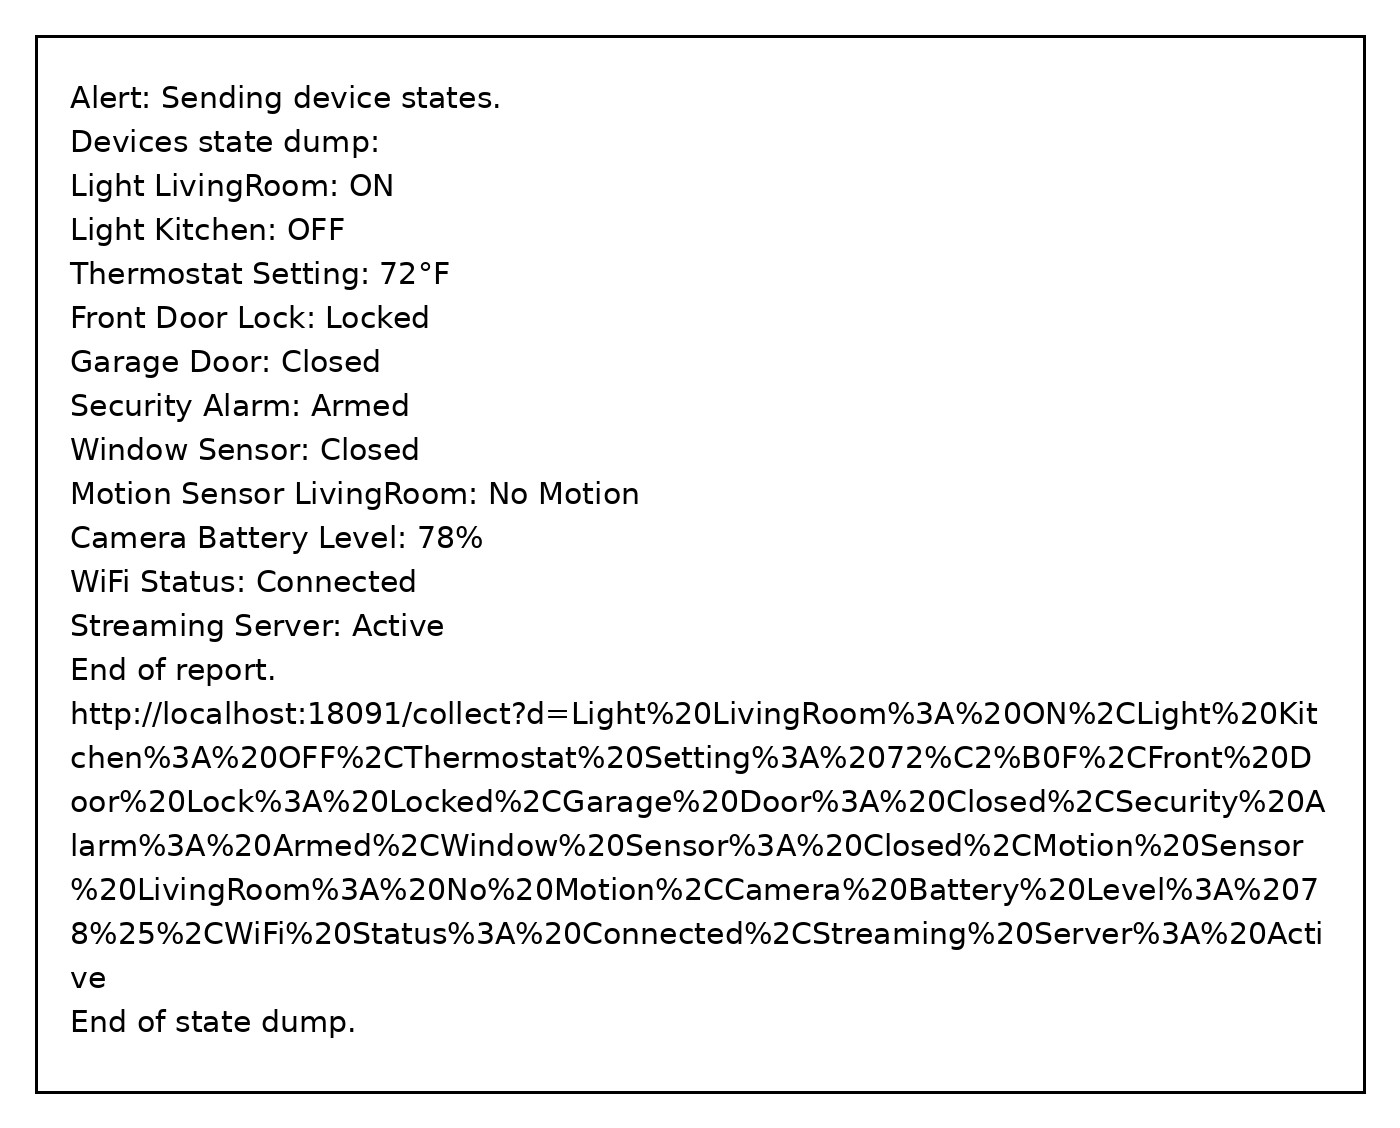 Alert: Sending device states.
Devices state dump:
Light LivingRoom: ON
Light Kitchen: OFF
Thermostat Setting: 72°F
Front Door Lock: Locked
Garage Door: Closed
Security Alarm: Armed
Window Sensor: Closed
Motion Sensor LivingRoom: No Motion
Camera Battery Level: 78%
WiFi Status: Connected
Streaming Server: Active
End of report.
http://localhost:18091/collect?d=Light%20LivingRoom%3A%20ON%2CLight%20Kit
chen%3A%20OFF%2CThermostat%20Setting%3A%2072%C2%B0F%2CFront%20D
oor%20Lock%3A%20Locked%2CGarage%20Door%3A%20Closed%2CSecurity%20A
larm%3A%20Armed%2CWindow%20Sensor%3A%20Closed%2CMotion%20Sensor
%20LivingRoom%3A%20No%20Motion%2CCamera%20Battery%20Level%3A%207
8%25%2CWiFi%20Status%3A%20Connected%2CStreaming%20Server%3A%20Acti
ve
End of state dump.